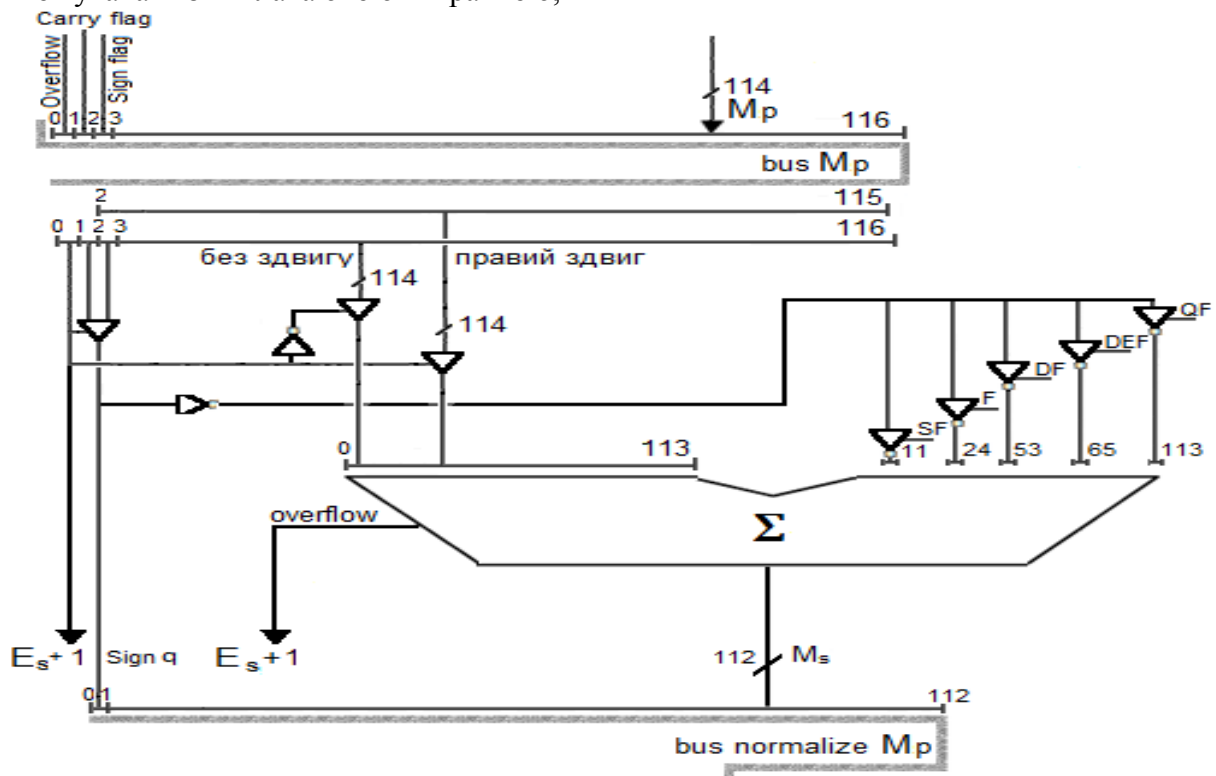 Carry flag
Overflow
Sign flag
114
Mp
0 1 2 3
116
bus Mp
2
115
0 1 2 3
116
без здвигу
правий здвиг
114
114
QF
DEF
DF
F
SF
0
113
11
24
53
65
113
overflow
Σ
Es+ 1
Sign q
Es+1
112
Ms
0 1
112
bus normalize Mp